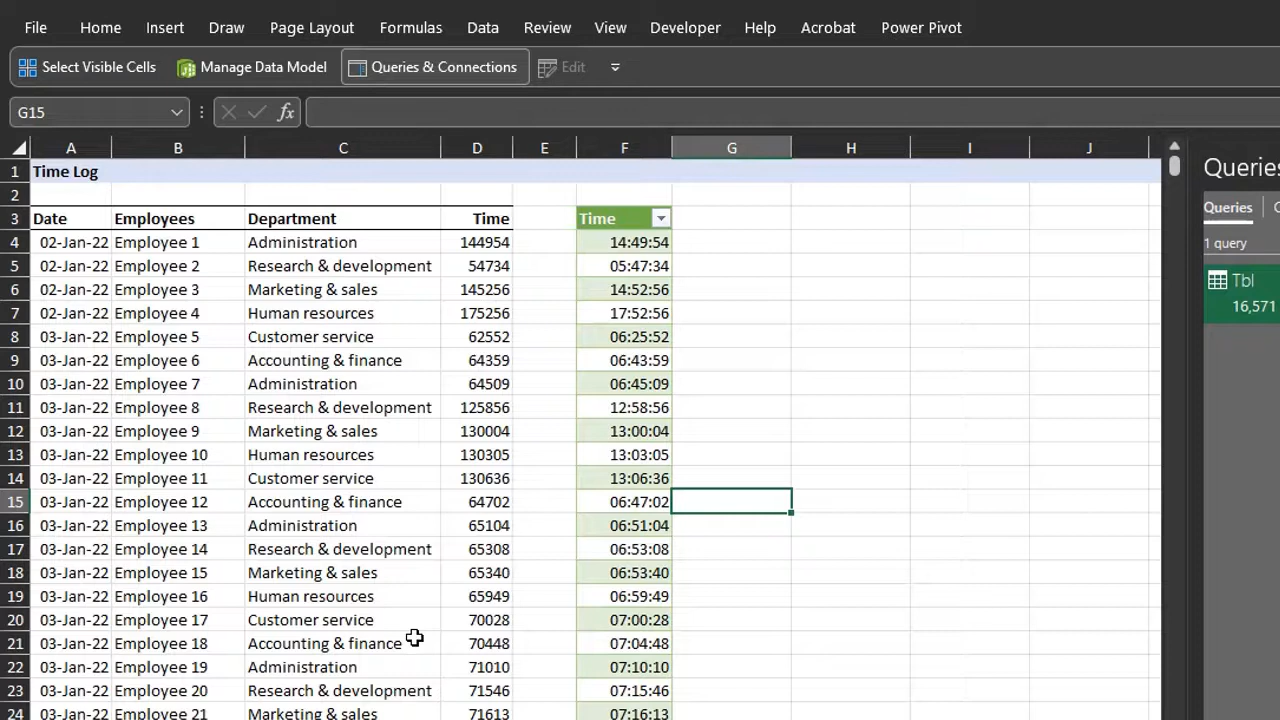 File Home Insert Draw Page Layout Formulas Data Review View Developer Help Acrobat Power Pivot
Select Visible Cells Manage Data Model Queries & Connections Edit
G15 fx
A B C D E F G H I J
1 Time Log
2
3 Date Employees Department Time Time
4 02-Jan-22 Employee 1 Administration 144954 14:49:54
5 02-Jan-22 Employee 2 Research & development 54734 05:47:34
6 02-Jan-22 Employee 3 Marketing & sales 145256 14:52:56
7 02-Jan-22 Employee 4 Human resources 175256 17:52:56
8 03-Jan-22 Employee 5 Customer service 62552 06:25:52
9 03-Jan-22 Employee 6 Accounting & finance 64359 06:43:59
10 03-Jan-22 Employee 7 Administration 64509 06:45:09
11 03-Jan-22 Employee 8 Research & development 125856 12:58:56
12 03-Jan-22 Employee 9 Marketing & sales 130004 13:00:04
13 03-Jan-22 Employee 10 Human resources 130305 13:03:05
14 03-Jan-22 Employee 11 Customer service 130636 13:06:36
15 03-Jan-22 Employee 12 Accounting & finance 64702 06:47:02
16 03-Jan-22 Employee 13 Administration 65104 06:51:04
17 03-Jan-22 Employee 14 Research & development 65308 06:53:08
18 03-Jan-22 Employee 15 Marketing & sales 65340 06:53:40
19 03-Jan-22 Employee 16 Human resources 65949 06:59:49
20 03-Jan-22 Employee 17 Customer service 70028 07:00:28
21 03-Jan-22 Employee 18 Accounting & finance 70448 07:04:48
22 03-Jan-22 Employee 19 Administration 71010 07:10:10
23 03-Jan-22 Employee 20 Research & development 71546 07:15:46
24 03-Jan-22 Employee 21 Marketing & sales 71613 07:16:13
Querie
Queries
1 query
Tbl
16,571